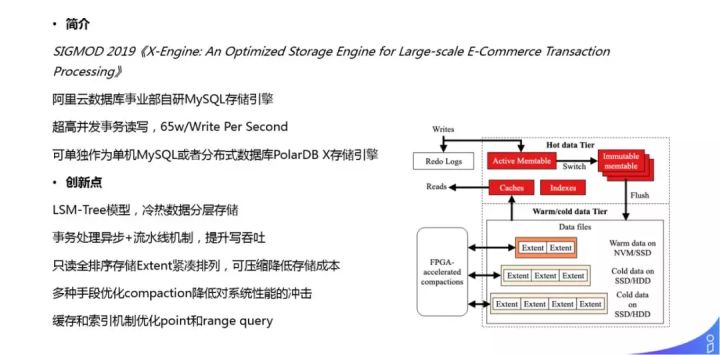 • 简介
SIGMOD 2019《X-Engine: An Optimized Storage Engine for Large-scale E-Commerce Transaction
Processing》
阿里云数据库事业部自研MySQL存储引擎
超高并发事务读写，65w/Write Per Second
可单独作为单机MySQL或者分布式数据库PolarDB X存储引擎
• 创新点
LSM-Tree模型，冷热数据分层存储
事务处理异步+流水线机制，提升写吞吐
只读全排序存储Extent紧凑排列，可压缩降低存储成本
多种手段优化compaction降低对系统性能的冲击
缓存和索引机制优化point和range query
Writes
Hot data Tier
Redo Logs
Active Memtable
Switch
Immutable
memtable
Reads
Caches
Indexes
Flush
Warm/cold data Tier
Data files
FPGA-
accelerated
compactions
Extent Extent
Warm data on
NVM/SSD
Extent Extent Extent
Cold data on
SSD/HDD
Extent Extent Extent Extent
Cold data
on
SSD/HDD